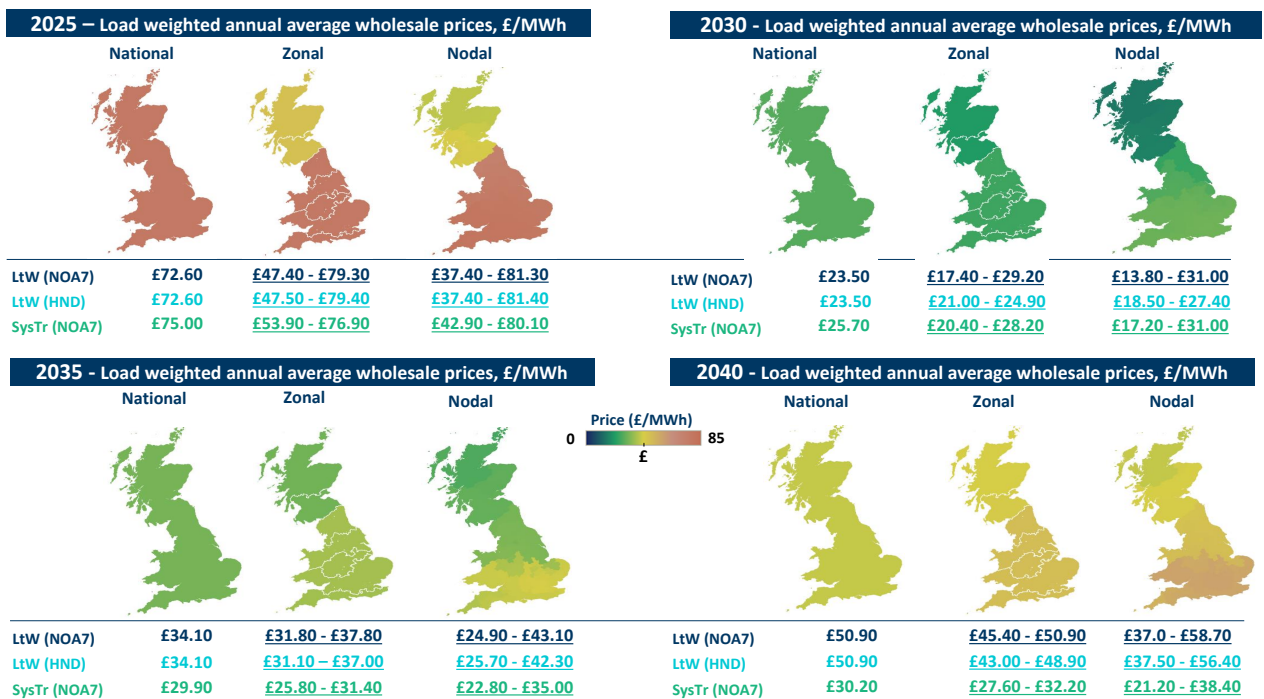 2025 – Load weighted annual average wholesale prices, £/MWh
National Zonal Nodal
LtW (NOA7) £72.60 £47.40 - £79.30 £37.40 - £81.30
LtW (HND) £72.60 £47.50 - £79.40 £37.40 - £81.40
SysTr (NOA7) £75.00 £53.90 - £76.90 £42.90 - £80.10
2030 - Load weighted annual average wholesale prices, £/MWh
National Zonal Nodal
LtW (NOA7) £23.50 £17.40 - £29.20 £13.80 - £31.00
LtW (HND) £23.50 £21.00 - £24.90 £18.50 - £27.40
SysTr (NOA7) £25.70 £20.40 - £28.20 £17.20 - £31.00
2035 - Load weighted annual average wholesale prices, £/MWh
National Zonal Nodal
LtW (NOA7) £34.10 £31.80 - £37.80 £24.90 - £43.10
LtW (HND) £34.10 £31.10 – £37.00 £25.70 - £42.30
SysTr (NOA7) £29.90 £25.80 - £31.40 £22.80 - £35.00
Price (£/MWh)
0 85
£
2040 - Load weighted annual average wholesale prices, £/MWh
National Zonal Nodal
LtW (NOA7) £50.90 £45.40 - £50.90 £37.0 - £58.70
LtW (HND) £50.90 £43.00 - £48.90 £37.50 - £56.40
SysTr (NOA7) £30.20 £27.60 - £32.20 £21.20 - £38.40